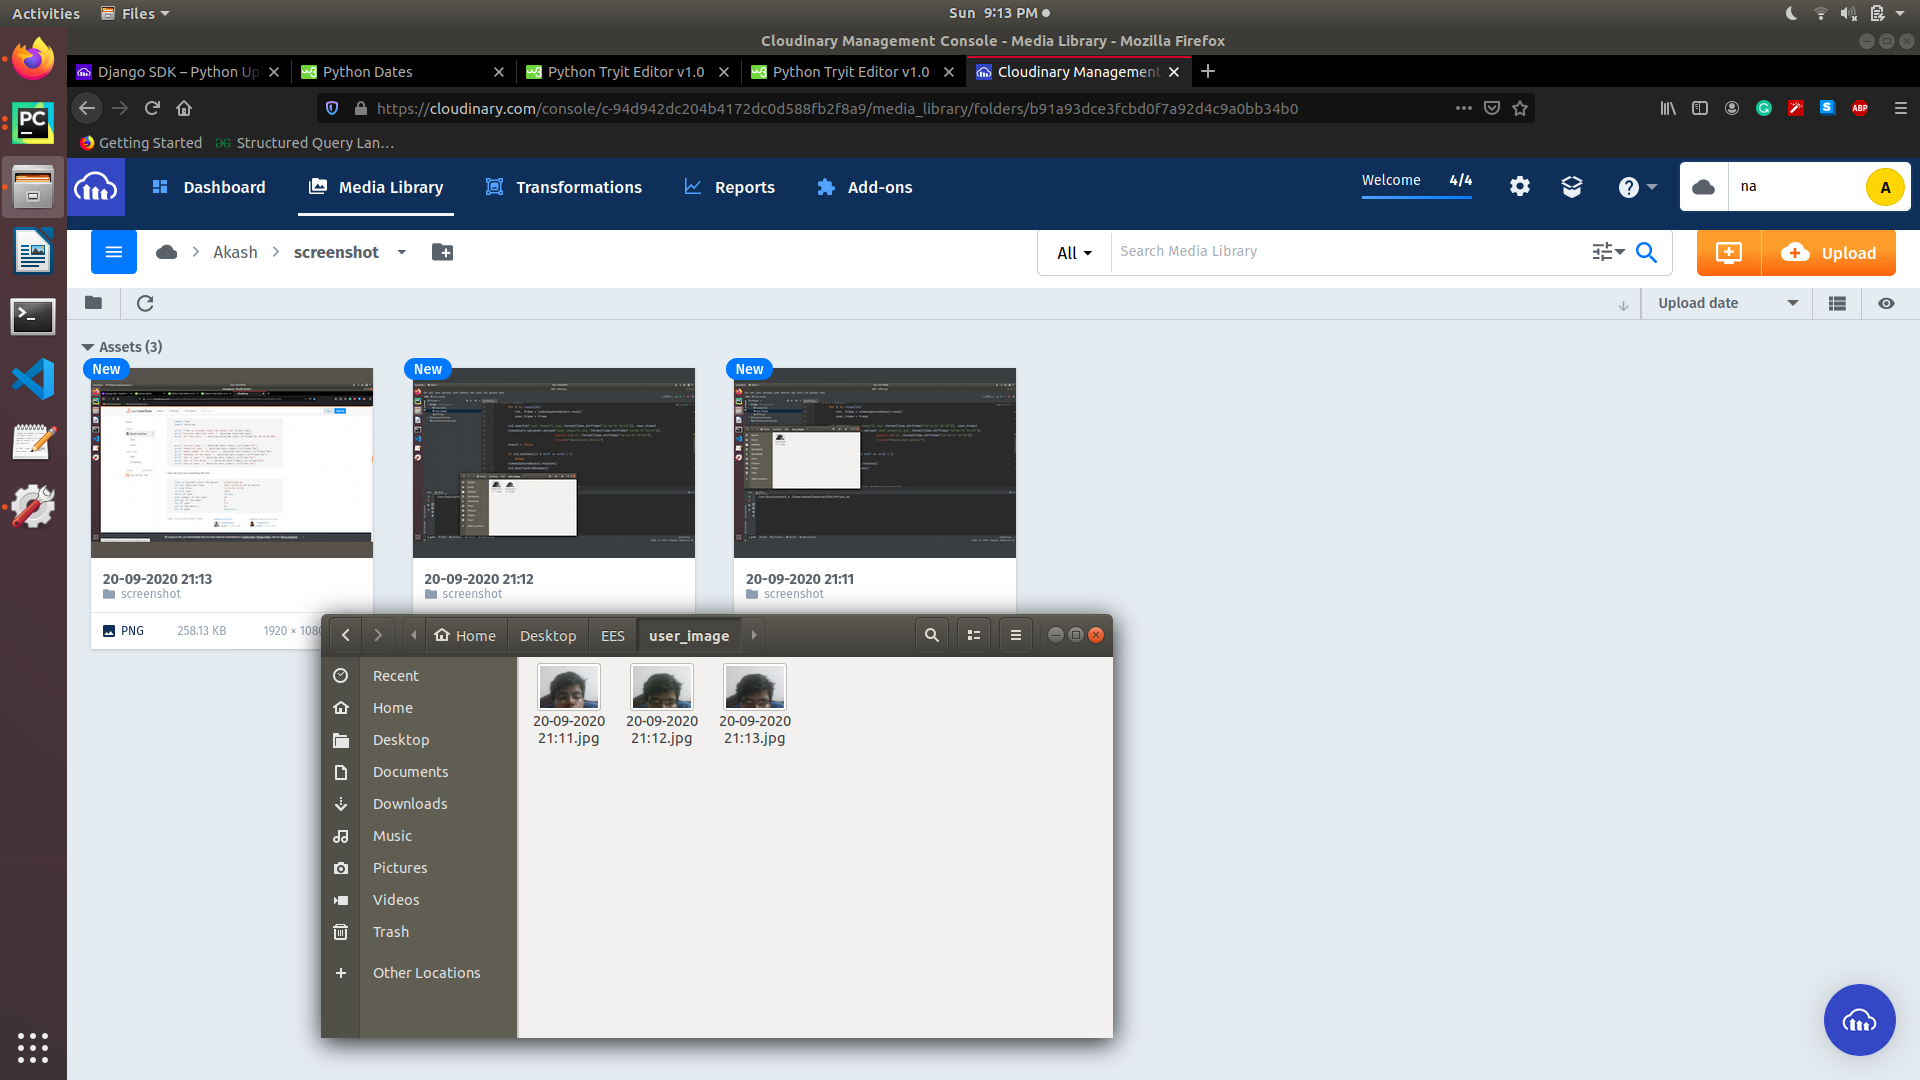 Activities Files Sun 9:13 PM
Cloudinary Management Console - Media Library - Mozilla Firefox
Django SDK – Python Up Python Dates Python Tryit Editor v1.0 Python Tryit Editor v1.0 Cloudinary Management
https://cloudinary.com/console/c-94d942dc204b4172dc0d588fb2f8a9/media_library/folders/b91a93dce3fcbd0f7a92d4c9a0bb34b0
Getting Started Structured Query Lan…
Dashboard Media Library Transformations Reports Add-ons Welcome 4/4 na A
Akash screenshot All Search Media Library Upload
Upload date
Assets (3)
New New New
20-09-2020 21:13 20-09-2020 21:12 20-09-2020 21:11
screenshot screenshot screenshot
PNG 258.13 KB 1920 × 1080
Home Desktop EES user_image
Recent
Home
Desktop
Documents
Downloads
Music
Pictures
Videos
Trash
Other Locations
20-09-2020 20-09-2020 20-09-2020
21:11.jpg 21:12.jpg 21:13.jpg